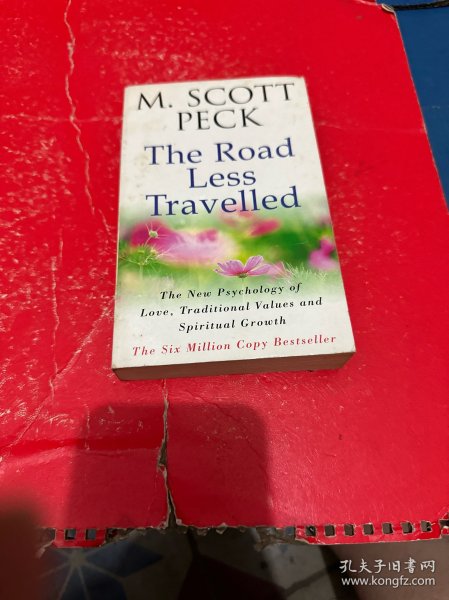 M. SCOTT
PECK
The Road
Less
Travelled
The New Psychology of
Love, Traditional Values and
Spiritual Growth
The Six Million Copy Bestseller
孔夫子旧书网
www.kongfz.com